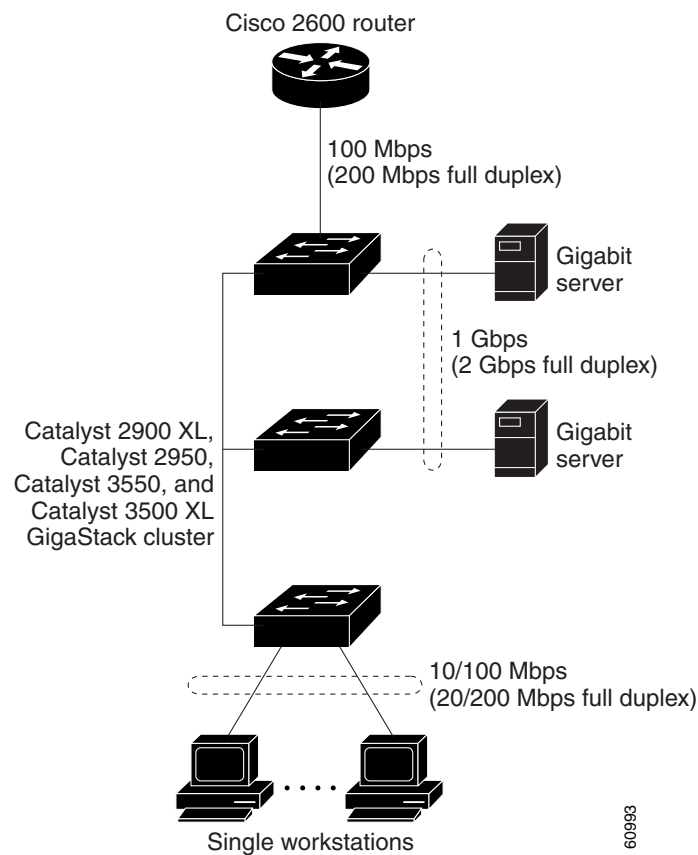 Cisco 2600 router
100 Mbps
(200 Mbps full duplex)
Gigabit
server
1 Gbps
(2 Gbps full duplex)
Catalyst 2900 XL,
Catalyst 2950,
Catalyst 3550, and
Catalyst 3500 XL
GigaStack cluster
Gigabit
server
10/100 Mbps
(20/200 Mbps full duplex)
Single workstations
60993